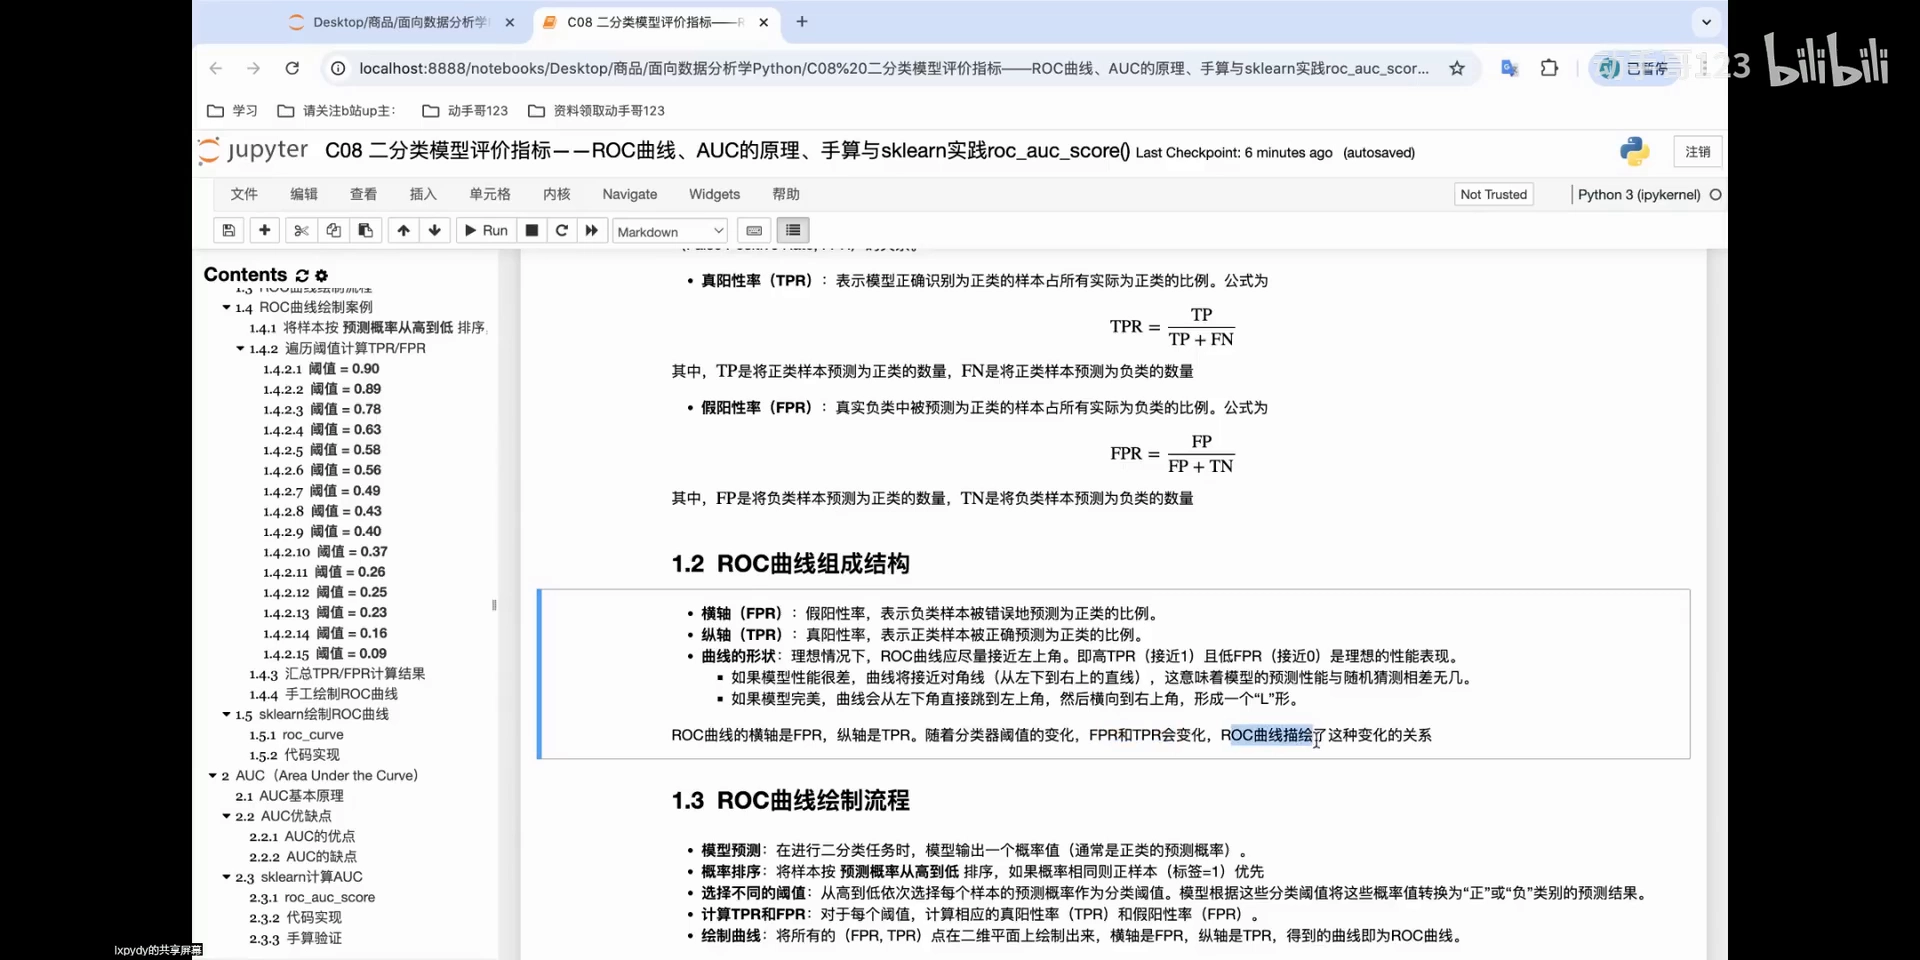 Desktop/商品/面向数据分析学
C08 二分类模型评价指标——R
localhost:8888/notebooks/Desktop/商品/面向数据分析学Python/C08%20二分类模型评价指标——ROC曲线、AUC的原理、手算与sklearn实践roc_auc_scor...
已暂停
123 bilibili
学习
请关注b站up主:
动手哥123
资料领取动手哥123
jupyter
C08 二分类模型评价指标——ROC曲线、AUC的原理、手算与sklearn实践roc_auc_score() Last Checkpoint: 6 minutes ago (autosaved)
注销
文件 编辑 查看 插入 单元格 内核 Navigate Widgets 帮助
Not Trusted
Python 3 (ipykernel)
Run
Markdown
Contents
1.3 ROC曲线绘制流程
1.4 ROC曲线绘制案例
1.4.1 将样本按 预测概率从高到低 排序,
1.4.2 遍历阈值计算TPR/FPR
1.4.2.1 阈值 = 0.90
1.4.2.2 阈值 = 0.89
1.4.2.3 阈值 = 0.78
1.4.2.4 阈值 = 0.63
1.4.2.5 阈值 = 0.58
1.4.2.6 阈值 = 0.56
1.4.2.7 阈值 = 0.49
1.4.2.8 阈值 = 0.43
1.4.2.9 阈值 = 0.40
1.4.2.10 阈值 = 0.37
1.4.2.11 阈值 = 0.26
1.4.2.12 阈值 = 0.25
1.4.2.13 阈值 = 0.23
1.4.2.14 阈值 = 0.16
1.4.2.15 阈值 = 0.09
1.4.3 汇总TPR/FPR计算结果
1.4.4 手工绘制ROC曲线
1.5 sklearn绘制ROC曲线
1.5.1 roc_curve
1.5.2 代码实现
2 AUC（Area Under the Curve）
2.1 AUC基本原理
2.2 AUC优缺点
2.2.1 AUC的优点
2.2.2 AUC的缺点
2.3 sklearn计算AUC
2.3.1 roc_auc_score
2.3.2 代码实现
2.3.3 手算验证
• 真阳性率（TPR）：表示模型正确识别为正类的样本占所有实际为正类的比例。公式为
TPR = TP / (TP + FN)
其中，TP是将正类样本预测为正类的数量，FN是将正类样本预测为负类的数量
• 假阳性率（FPR）：真实负类中被预测为正类的样本占所有实际为负类的比例。公式为
FPR = FP / (FP + TN)
其中，FP是将负类样本预测为正类的数量，TN是将负类样本预测为负类的数量
1.2 ROC曲线组成结构
• 横轴（FPR）：假阳性率，表示负类样本被错误地预测为正类的比例。
• 纵轴（TPR）：真阳性率，表示正类样本被正确预测为正类的比例。
• 曲线的形状：理想情况下，ROC曲线应尽量接近左上角。即高TPR（接近1）且低FPR（接近0）是理想的性能表现。
▪ 如果模型性能很差，曲线将接近对角线（从左下到右上的直线），这意味着模型的预测性能与随机猜测相差无几。
▪ 如果模型完美，曲线会从左下角直接跳到左上角，然后横向到右上角，形成一个“L”形。
ROC曲线的横轴是FPR，纵轴是TPR。随着分类器阈值的变化，FPR和TPR会变化，ROC曲线描绘了这种变化的关系
1.3 ROC曲线绘制流程
• 模型预测：在进行二分类任务时，模型输出一个概率值（通常是正类的预测概率）。
• 概率排序：将样本按 预测概率从高到低 排序，如果概率相同则正样本（标签=1）优先
• 选择不同的阈值：从高到低依次选择每个样本的预测概率作为分类阈值。模型根据这些分类阈值将这些概率值转换为“正”或“负”类别的预测结果。
• 计算TPR和FPR：对于每个阈值，计算相应的真阳性率（TPR）和假阳性率（FPR）。
• 绘制曲线：将所有的（FPR, TPR）点在二维平面上绘制出来，横轴是FPR，纵轴是TPR，得到的曲线即为ROC曲线。
lxpydy的共享屏幕